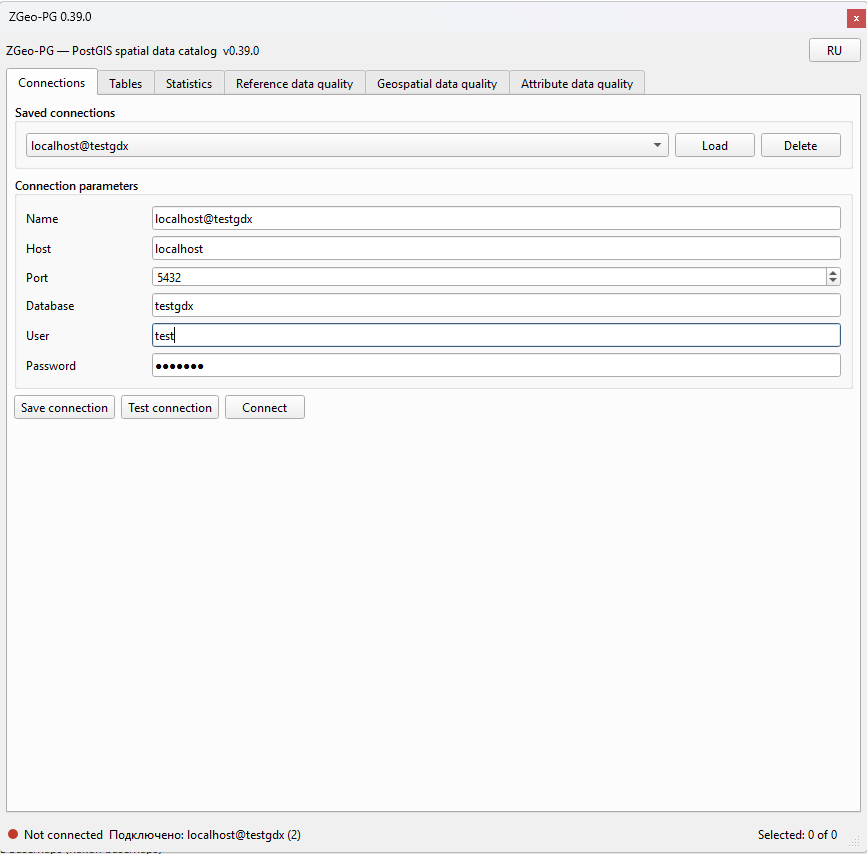 ZGeo-PG 0.39.0
x
ZGeo-PG — PostGIS spatial data catalog v0.39.0
RU
Connections Tables Statistics Reference data quality Geospatial data quality Attribute data quality
Saved connections
localhost@testgdx Load Delete
Connection parameters
Name localhost@testgdx
Host localhost
Port 5432
Database testgdx
User test
Password •••••••
Save connection Test connection Connect
Not connected Подключено: localhost@testgdx (2) Selected: 0 of 0